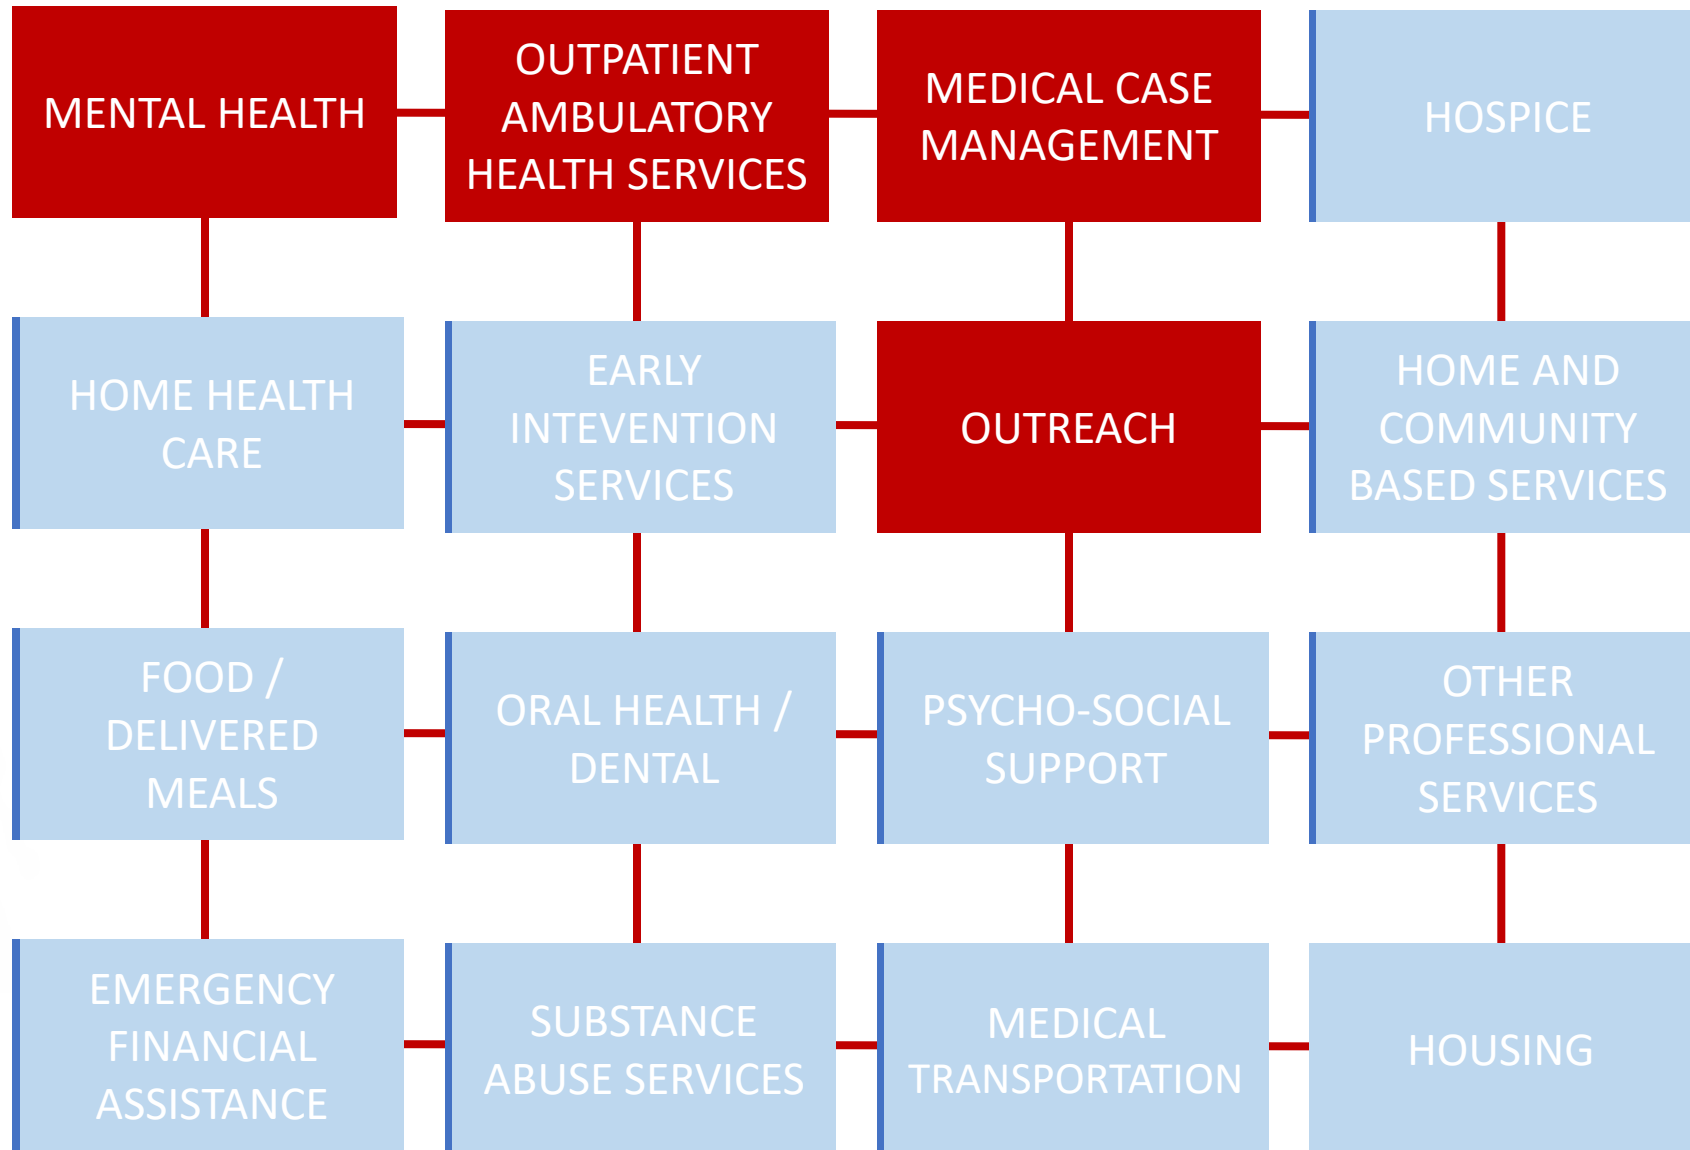 MENTAL HEALTH
OUTPATIENT
AMBULATORY
HEALTH SERVICES
MEDICAL CASE
MANAGEMENT
HOSPICE
HOME HEALTH
CARE
EARLY
INTEVENTION
SERVICES
OUTREACH
HOME AND
COMMUNITY
BASED SERVICES
FOOD /
DELIVERED
MEALS
ORAL HEALTH /
DENTAL
PSYCHO-SOCIAL
SUPPORT
OTHER
PROFESSIONAL
SERVICES
EMERGENCY
FINANCIAL
ASSISTANCE
SUBSTANCE
ABUSE SERVICES
MEDICAL
TRANSPORTATION
HOUSING